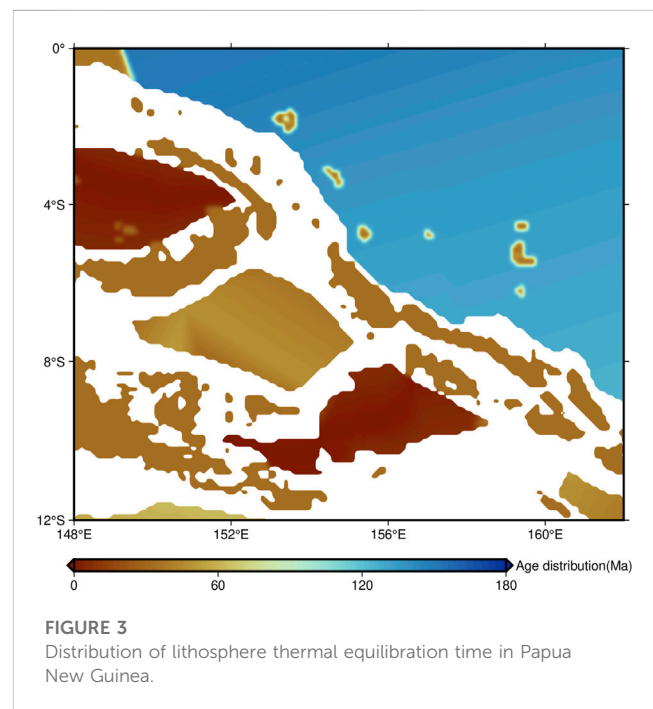 0°
4°S
8°S
12°S
148°E 152°E 156°E 160°E
Age distribution(Ma)
0 60 120 180
FIGURE 3
Distribution of lithosphere thermal equilibration time in Papua
New Guinea.